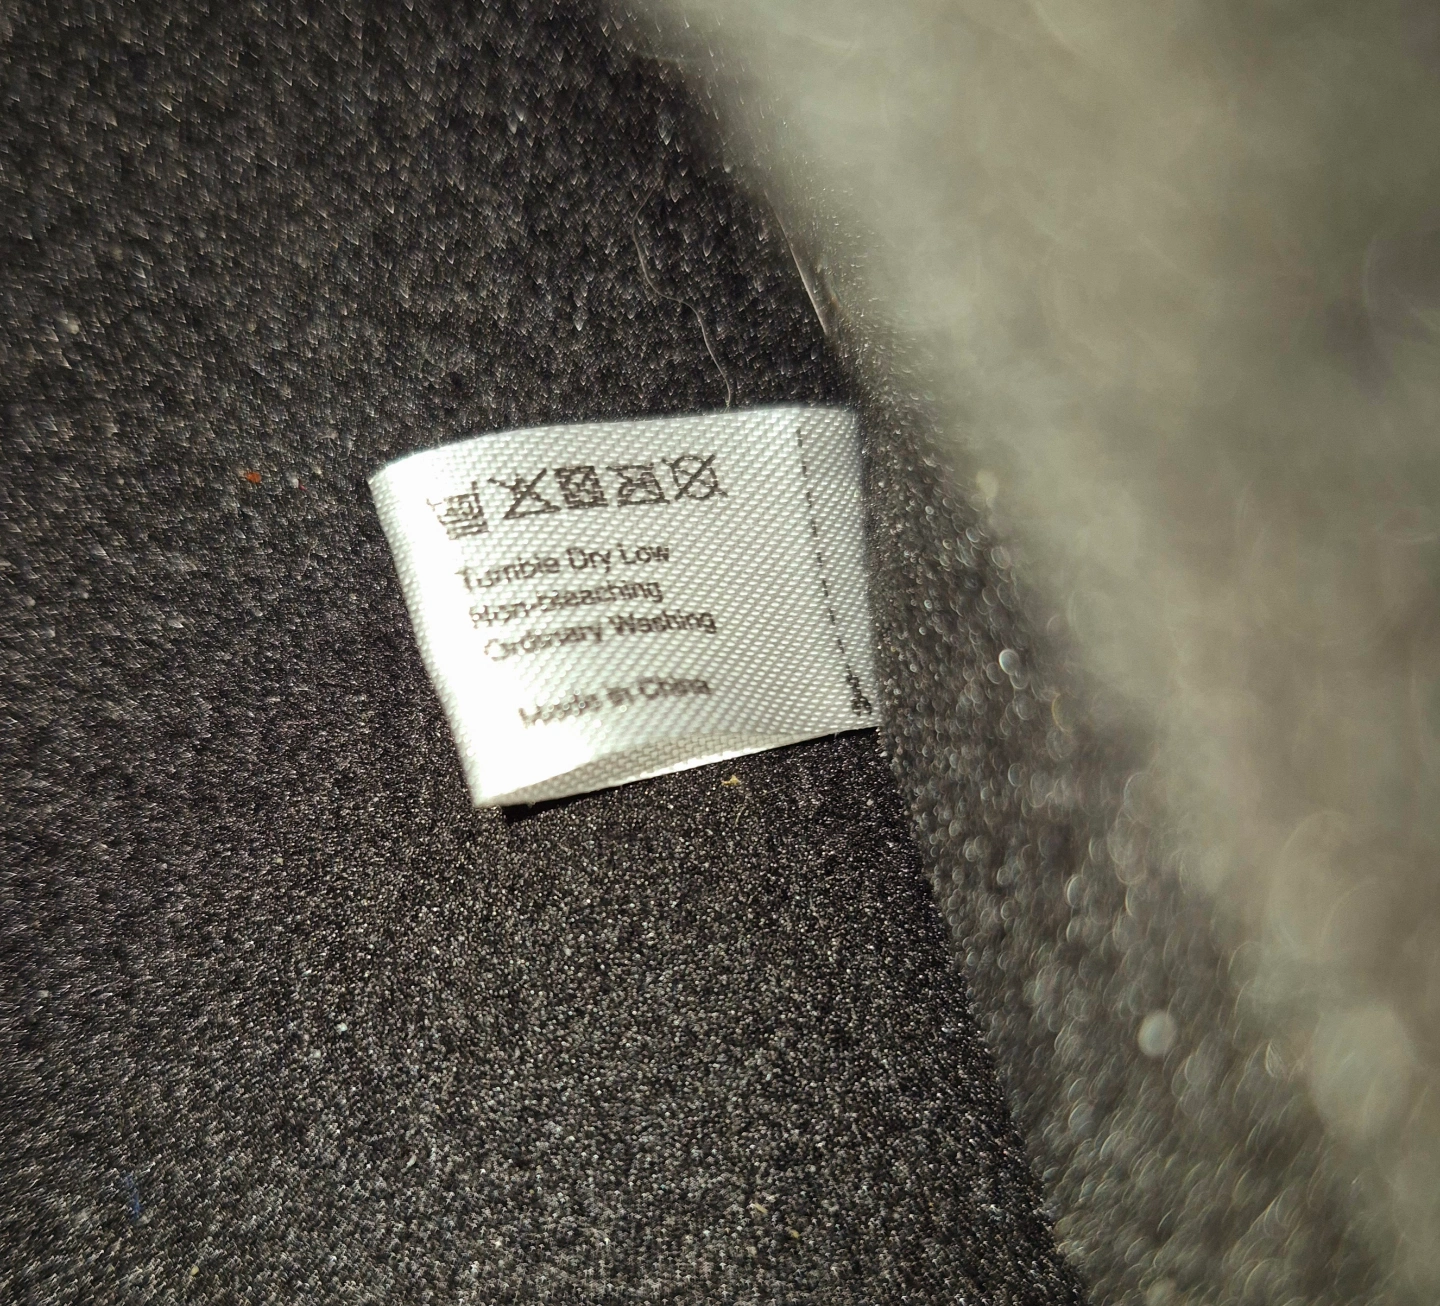 Tumble Dry Low
Non-bleaching
Ordinary Washing
Made in China